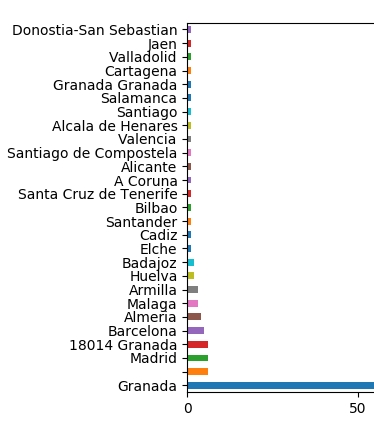 Donostia-San Sebastian
Jaen
Valladolid
Cartagena
Granada Granada
Salamanca
Santiago
Alcala de Henares
Valencia
Santiago de Compostela
Alicante
A Coruna
Santa Cruz de Tenerife
Bilbao
Santander
Cadiz
Elche
Badajoz
Huelva
Armilla
Malaga
Almeria
Barcelona
18014 Granada
Madrid
Granada
0 50